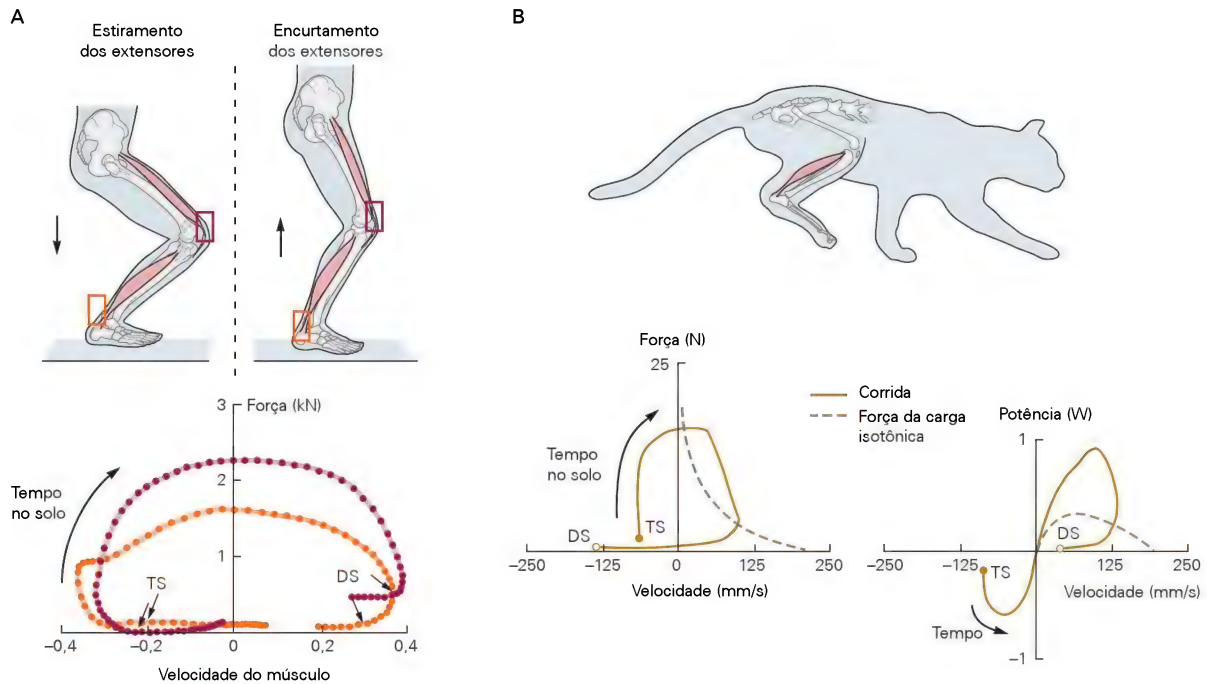 A
Estiramento
dos extensores
Encurtamento
dos extensores
3
Força (kN)
2
1
Tempo
no solo
TS
DS
−0,4
−0,2
0
0,2
0,4
Velocidade do músculo
B
Força (N)
25
Tempo
no solo
DS
TS
−250
−125
0
125
250
Velocidade (mm/s)
Corrida
Força da carga
isotônica
Potência (W)
1
−250
−125
125
250
TS
Velocidade (mm/s)
Tempo
−1